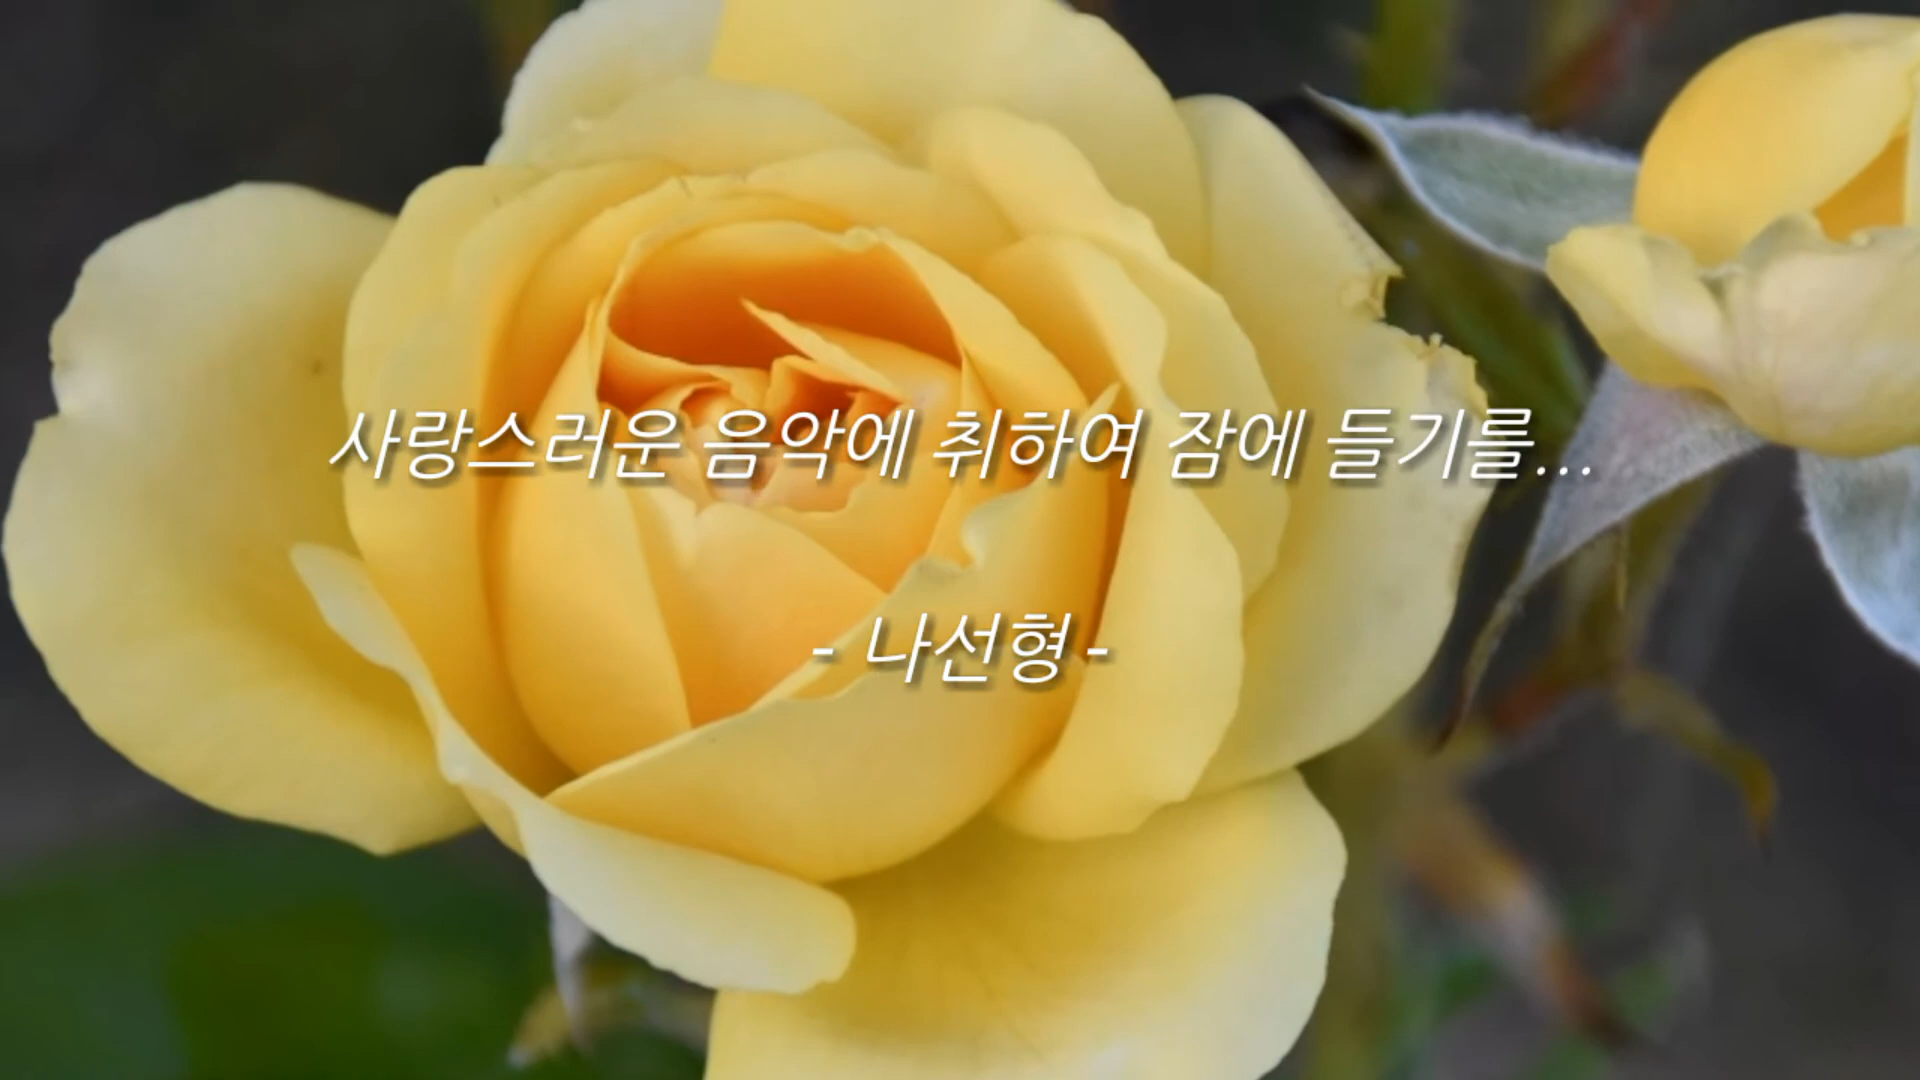 사랑스러운 음악에 취하여 잠에 들기를...
- 나선형 -